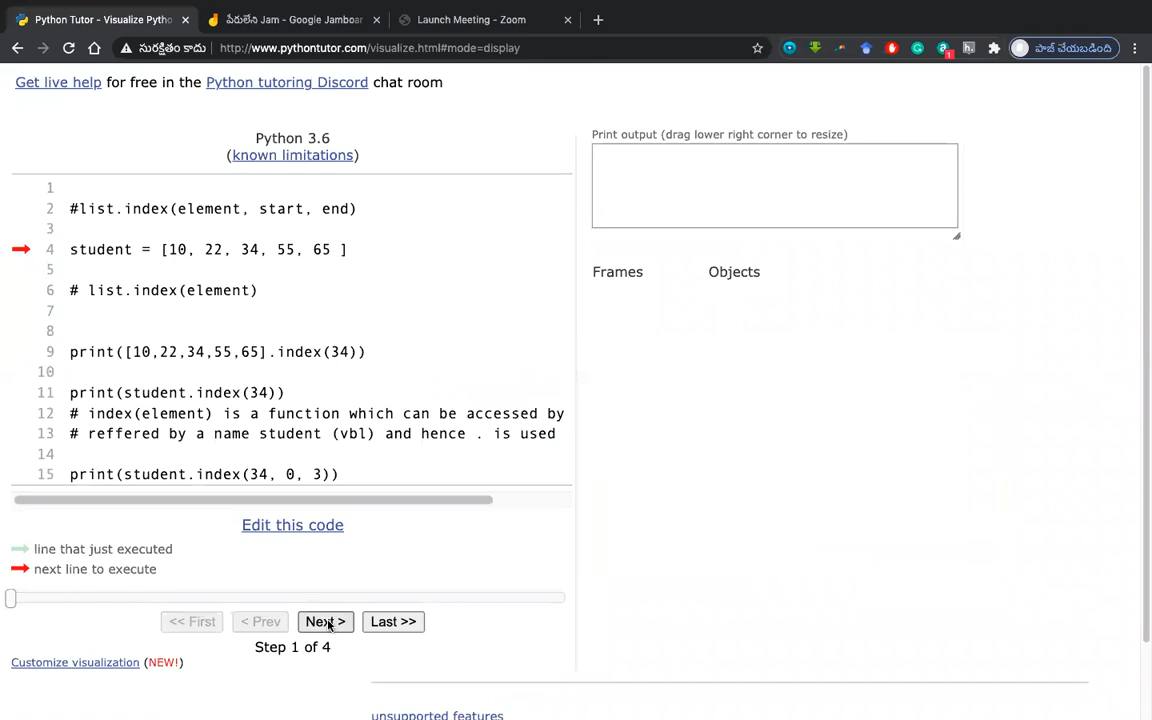 Python Tutor - Visualize Pytho
పేరులేని Jam - Google Jamboar
Launch Meeting - Zoom
సురక్షితం కాదు
http://www.pythontutor.com/visualize.html#mode=display
1
పాజ్ చేయబడింది
Get live help for free in the Python tutoring Discord chat room
Python 3.6
(known limitations)
1
2 #list.index(element, start, end)
3
4 student = [10, 22, 34, 55, 65 ]
5
6 # list.index(element)
7
8
9 print([10,22,34,55,65].index(34))
10
11 print(student.index(34))
12 # index(element) is a function which can be accessed by
13 # reffered by a name student (vbl) and hence . is used
14
15 print(student.index(34, 0, 3))
Edit this code
line that just executed
next line to execute
<< First
< Prev
Next >
Last >>
Step 1 of 4
Customize visualization (NEW!)
Print output (drag lower right corner to resize)
Frames
Objects
unsupported features